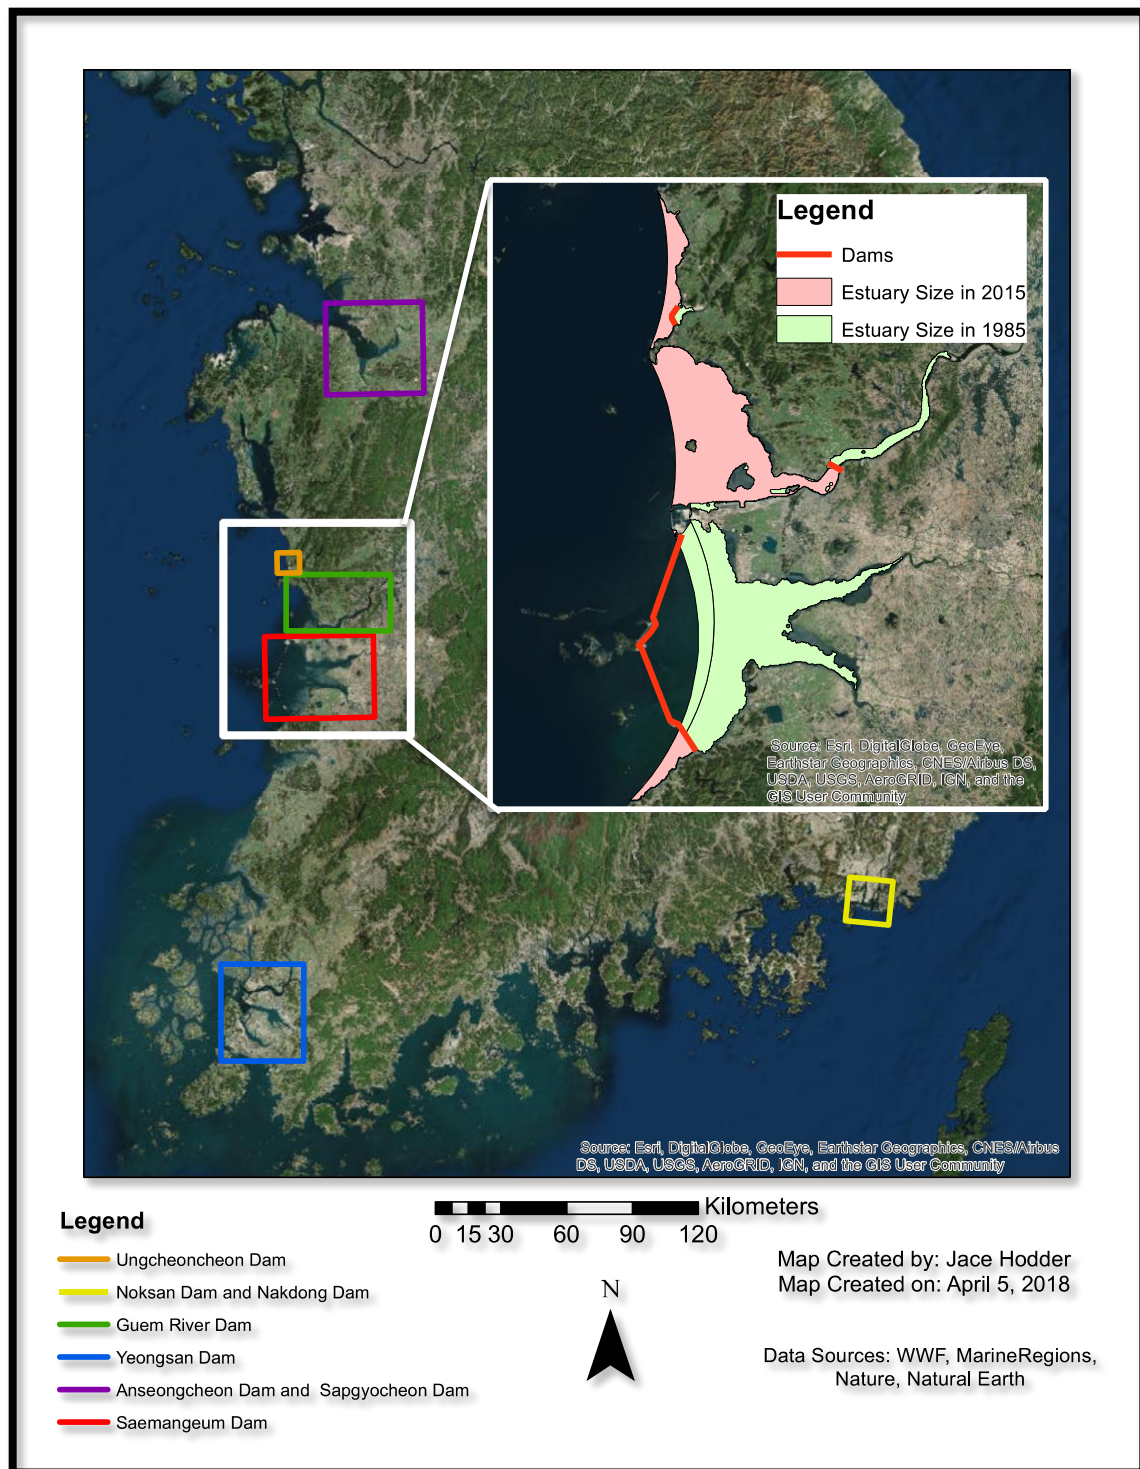 Legend
Dams
Estuary Size in 2015
Estuary Size in 1985
Source: Esri, DigitalGlobe, GeoEye,
Earthstar Geographics, CNES/Airbus DS,
USDA, USGS, AeroGRID, IGN, and the
GIS User Community
Source: Esri, DigitalGlobe, GeoEye, Earthstar Geographics, CNES/Airbus
DS, USDA, USGS, AeroGRID, IGN, and the GIS User Community
Kilometers
0 15 30 60 90 120
Legend
Ungcheoncheon Dam
Noksan Dam and Nakdong Dam
Guem River Dam
Yeongsan Dam
Anseongcheon Dam and Sapgyocheon Dam
Saemangeum Dam
N
Map Created by: Jace Hodder
Map Created on: April 5, 2018
Data Sources: WWF, MarineRegions,
Nature, Natural Earth